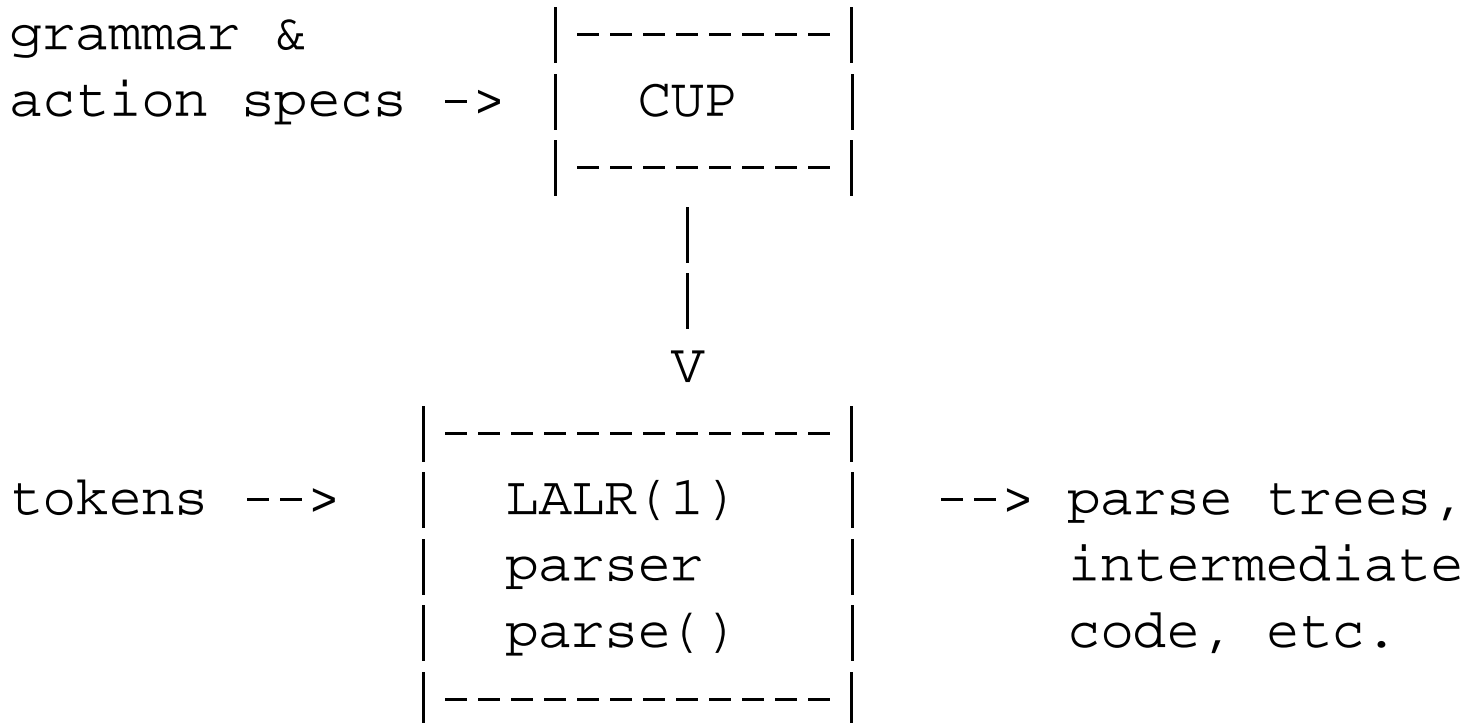 grammar &            |--------|
action specs ->  |   CUP   |
                 |--------|
                     |
                     |
                     V
             |------------|
tokens -->   |  LALR(1)   |  --> parse trees,
             |  parser    |      intermediate
             |  parse()   |      code, etc.
             |------------|